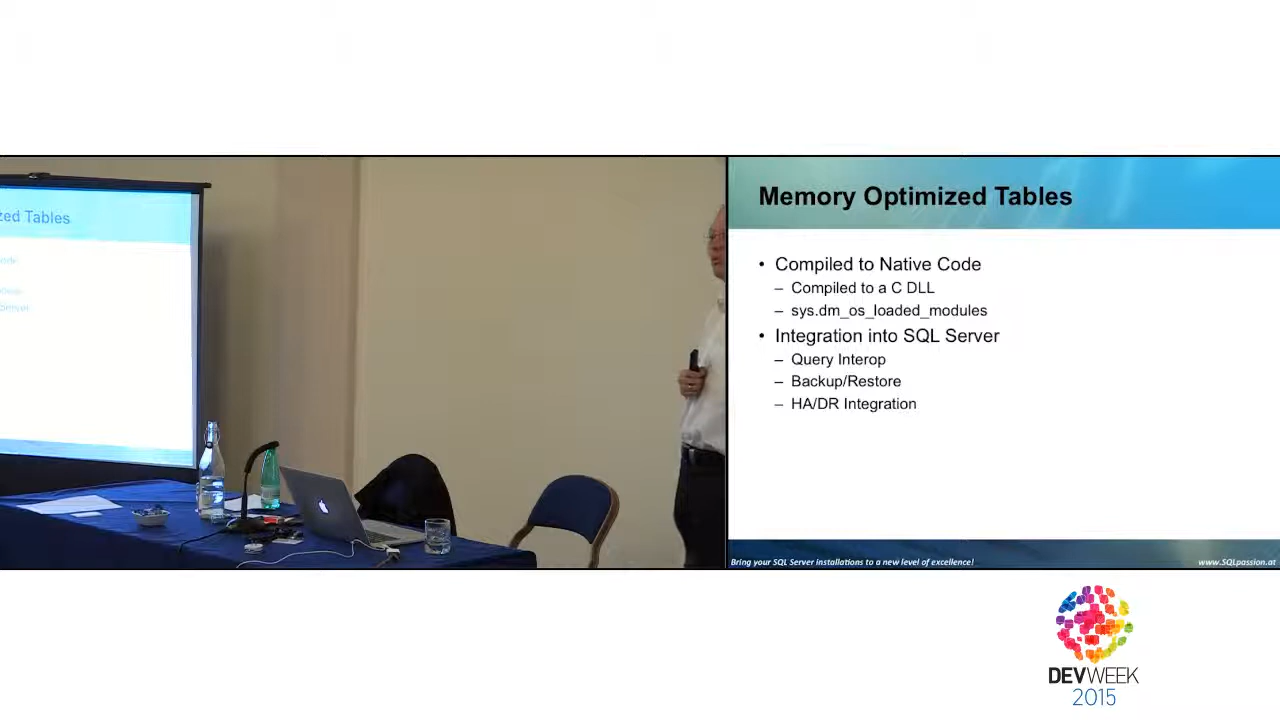 zed Tables
Memory Optimized Tables
• Compiled to Native Code
– Compiled to a C DLL
– sys.dm_os_loaded_modules
• Integration into SQL Server
– Query Interop
– Backup/Restore
– HA/DR Integration
Bring your SQL Server installations to a new level of excellence!
www.SQLpassion.at
DEVWEEK
2015